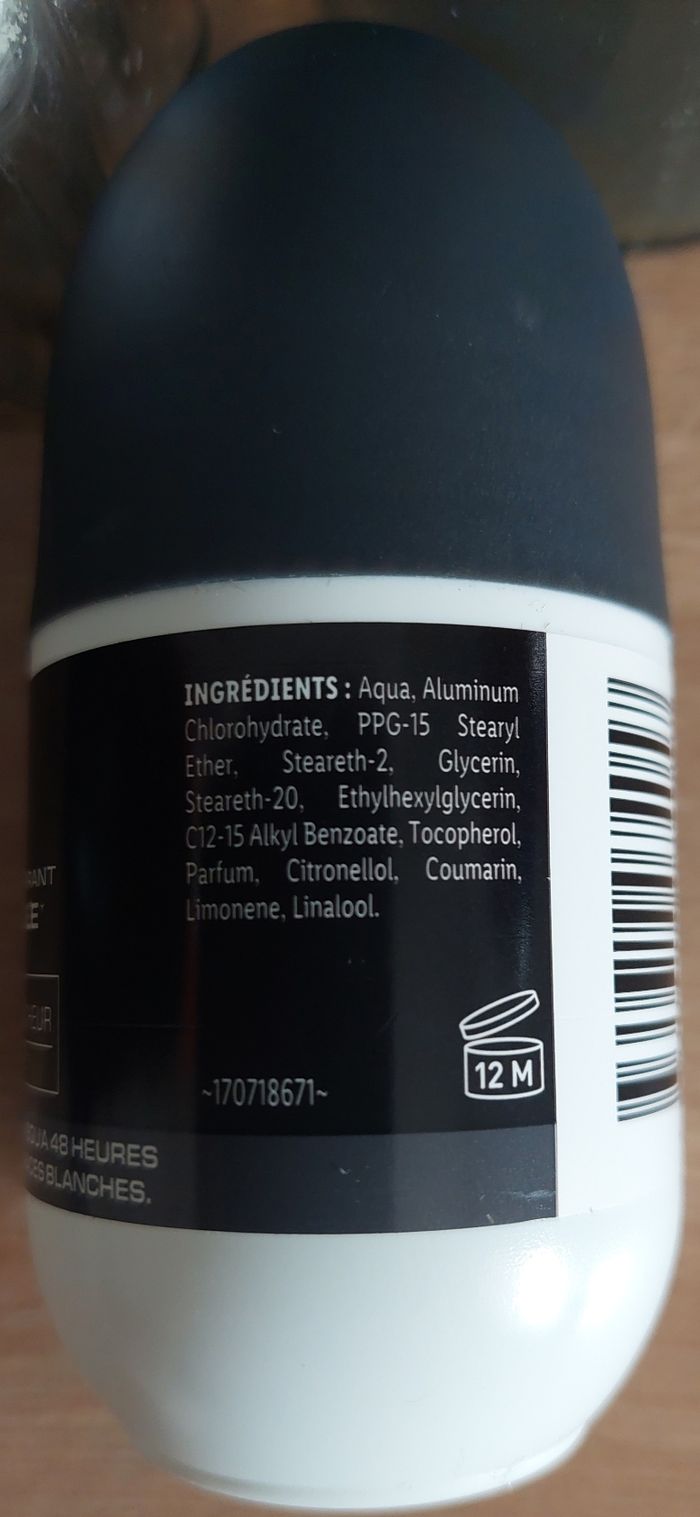 INGRÉDIENTS : Aqua, Aluminum
Chlorohydrate, PPG-15 Stearyl
Ether, Steareth-2, Glycerin,
Steareth-20, Ethylhexylglycerin,
C12-15 Alkyl Benzoate, Tocopherol,
Parfum, Citronellol, Coumarin,
Limonene, Linalool.
12 M
~170718671~
48 HEURES
BLANCHES.